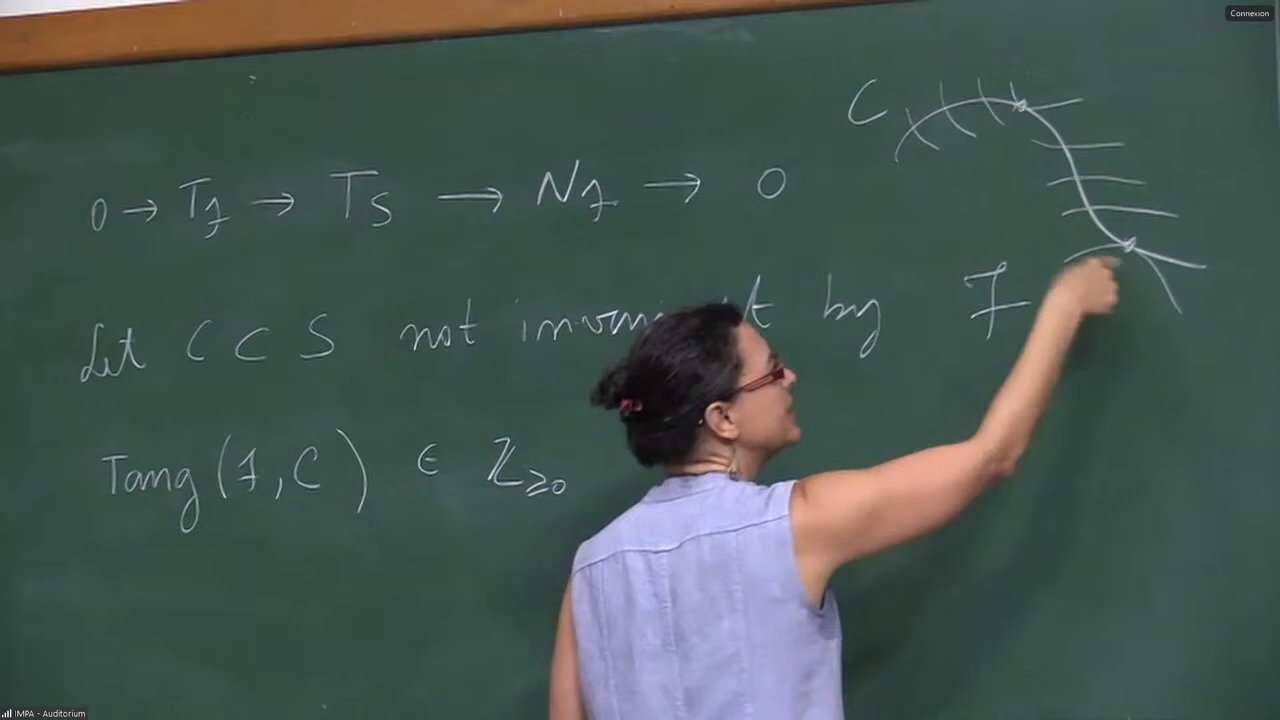 Connexion
C
0 → T_F → T_S → N_F → 0
Let C ⊂ S not invariant by F
Tang (F, C) ∈ ℤ_≥0
IMPA - Auditorium